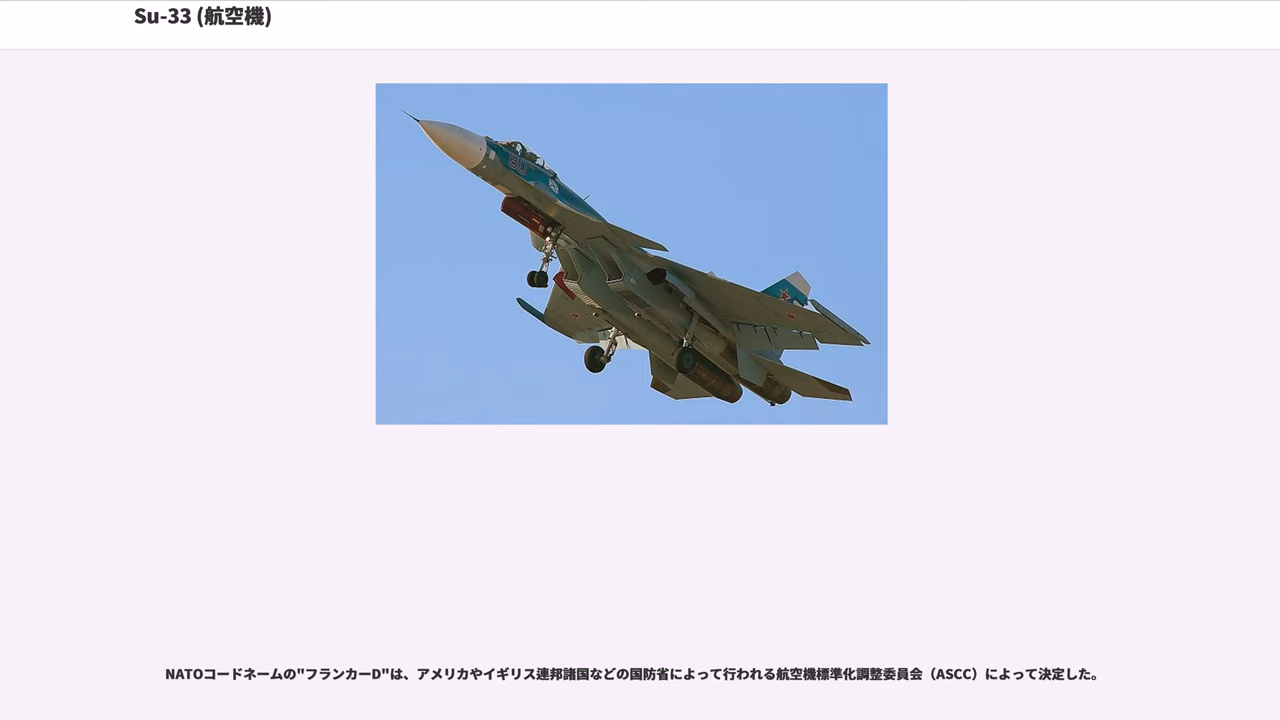 Su-33 (航空機)
60
NATOコードネームの"フランカーD"は、アメリカやイギリス連邦諸国などの国防省によって行われる航空機標準化調整委員会（ASCC）によって決定した。